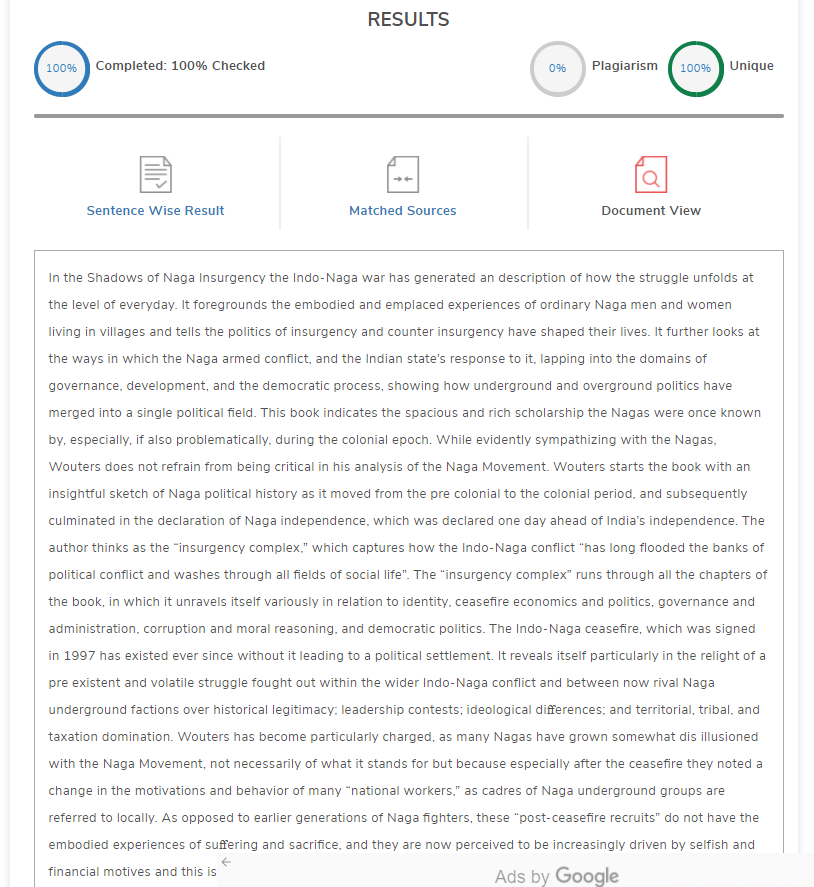 RESULTS
100%
Completed: 100% Checked
0%
Plagiarism
100%
Unique
Sentence Wise Result
Matched Sources
Document View
In the Shadows of Naga Insurgency the Indo-Naga war has generated an description of how the struggle unfolds at
the level of everyday. It foregrounds the embodied and emplaced experiences of ordinary Naga men and women
living in villages and tells the politics of insurgency and counter insurgency have shaped their lives. It further looks at
the ways in which the Naga armed conflict, and the Indian state's response to it, lapping into the domains of
governance, development, and the democratic process, showing how underground and overground politics have
merged into a single political field. This book indicates the spacious and rich scholarship the Nagas were once known
by, especially, if also problematically, during the colonial epoch. While evidently sympathizing with the Nagas,
Wouters does not refrain from being critical in his analysis of the Naga Movement. Wouters starts the book with an
insightful sketch of Naga political history as it moved from the pre colonial to the colonial period, and subsequently
culminated in the declaration of Naga independence, which was declared one day ahead of India's independence. The
author thinks as the “insurgency complex,” which captures how the Indo-Naga conflict “has long flooded the banks of
political conflict and washes through all fields of social life”. The “insurgency complex” runs through all the chapters of
the book, in which it unravels itself variously in relation to identity, ceasefire economics and politics, governance and
administration, corruption and moral reasoning, and democratic politics. The Indo-Naga ceasefire, which was signed
in 1997 has existed ever since without it leading to a political settlement. It reveals itself particularly in the relight of a
pre existent and volatile struggle fought out within the wider Indo-Naga conflict and between now rival Naga
underground factions over historical legitimacy; leadership contests; ideological differences; and territorial, tribal, and
taxation domination. Wouters has become particularly charged, as many Nagas have grown somewhat dis illusioned
with the Naga Movement, not necessarily of what it stands for but because especially after the ceasefire they noted a
change in the motivations and behavior of many “national workers,” as cadres of Naga underground groups are
referred to locally. As opposed to earlier generations of Naga fighters, these “post-ceasefire recruits” do not have the
embodied experiences of suffering and sacrifice, and they are now perceived to be increasingly driven by selfish and
financial motives and this is
Ads by Google